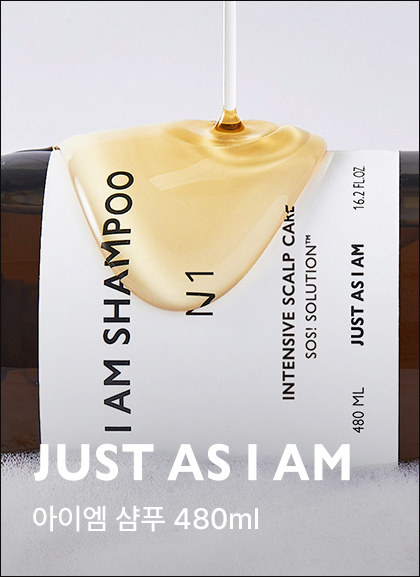 I AM SHAMPOO
N1
INTENSIVE SCALP CARE
SOS! SOLUTION™
480 ML
JUST AS I AM
16.2 FL.OZ
JUST AS I AM
아이엠 샴푸 480ml